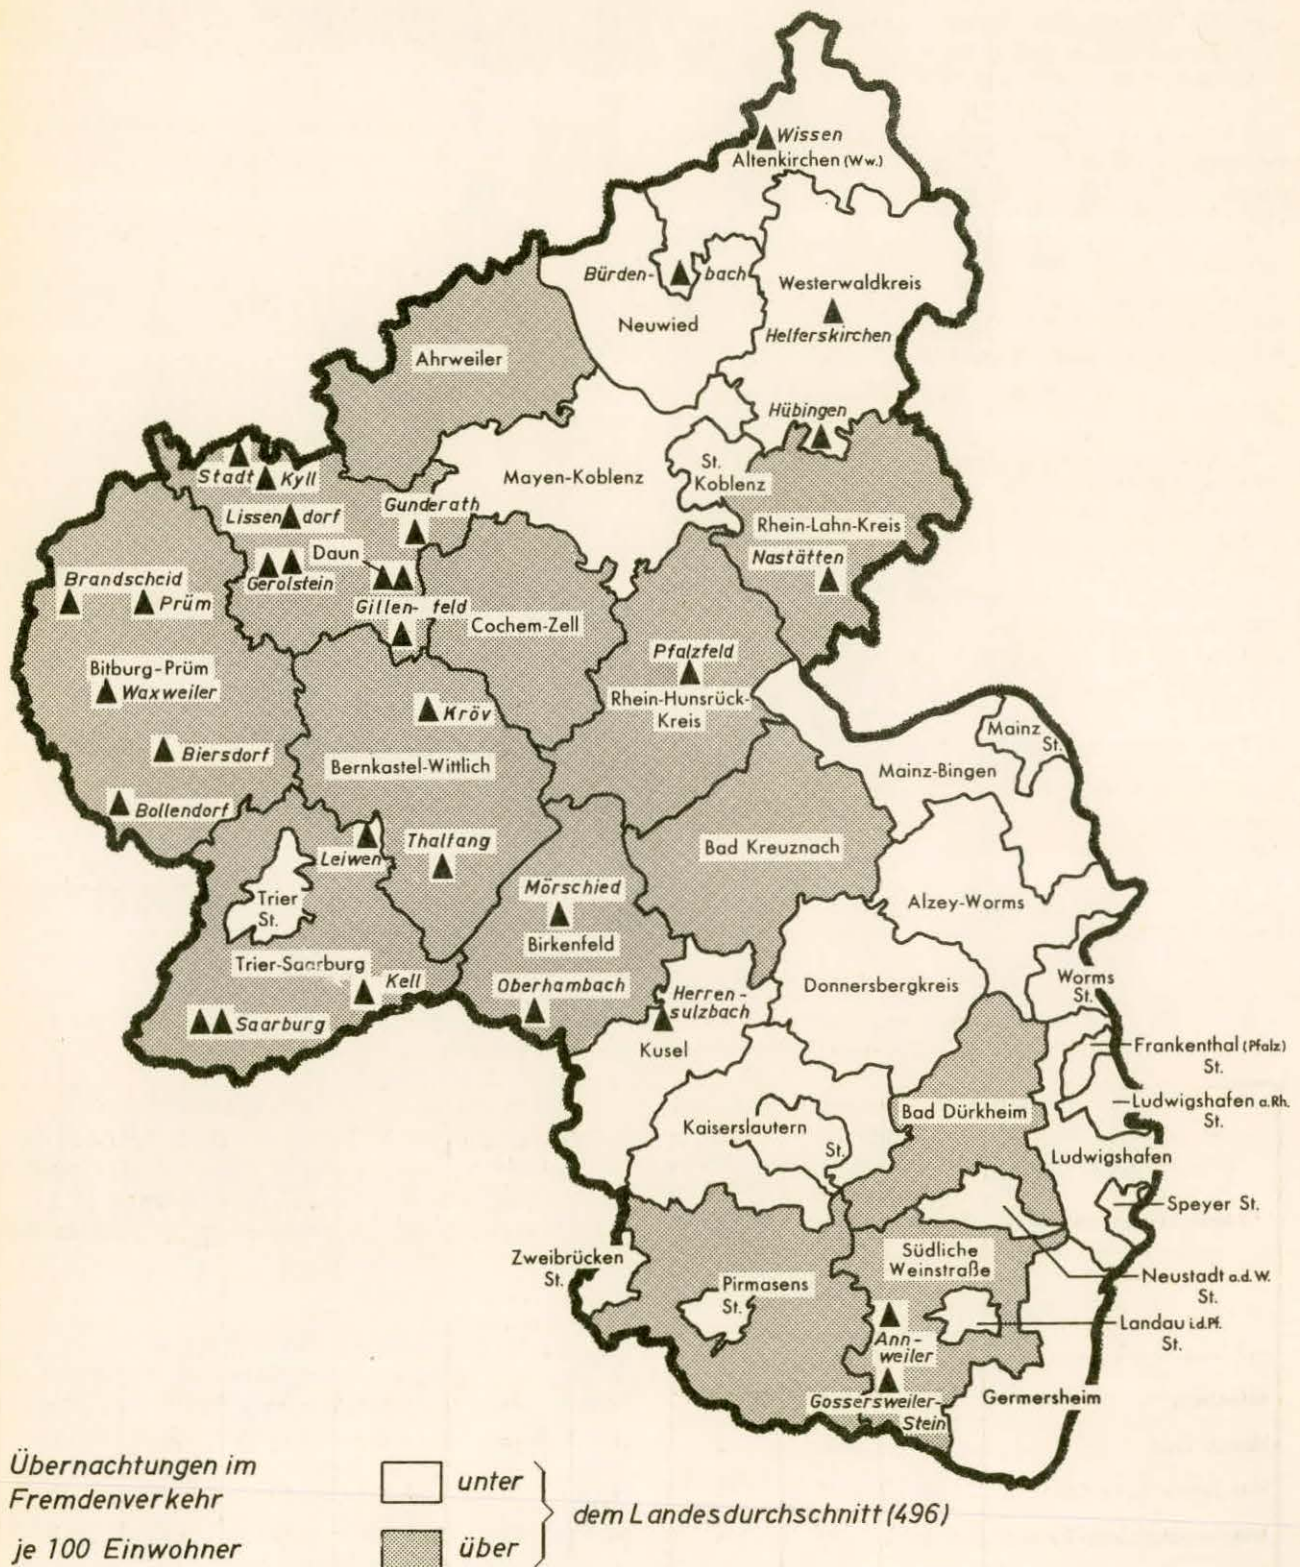 Wissen
Altenkirchen (Ww.)
Bürden- bach
Westerwaldkreis
Neuwied
Helferskirchen
Ahrweiler
Hübingen
St.
Koblenz
Stadt Kyll
Mayen-Koblenz
Gunderath
Lissen dorf
Rhein-Lahn-Kreis
Daun
Nastätten
Gerolstein
Brandscheid
Prüm
Gillen- feld
Cochem-Zell
Pfalzfeld
Bitburg-Prüm
Waxweiler
Rhein-Hunsrück-
Kreis
Kröv
Mainz
St.
Biersdorf
Bernkastel-Wittlich
Mainz-Bingen
Bollendorf
Leiwen
Thalfang
Bad Kreuznach
Trier
St.
Mörschied
Alzey-Worms
Birkenfeld
Trier-Saarburg
Kell
Oberhambach
Herren-
sulzbach
Donnersbergkreis
Worms
St.
Saarburg
Kusel
Frankenthal (Pfalz)
St.
Bad Dürkheim
Ludwigshafen a.Rh.
St.
Kaiserslautern
St.
Ludwigshafen
Speyer St.
Zweibrücken
St.
Südliche
Weinstraße
Pirmasens
St.
Neustadt a.d.W.
St.
Landau i.d.Pf.
St.
Ann-
weiler
Gossersweiler-
Stein
Germersheim
Übernachtungen im
Fremdenverkehr
je 100 Einwohner
unter
über
dem Landesdurchschnitt (496)